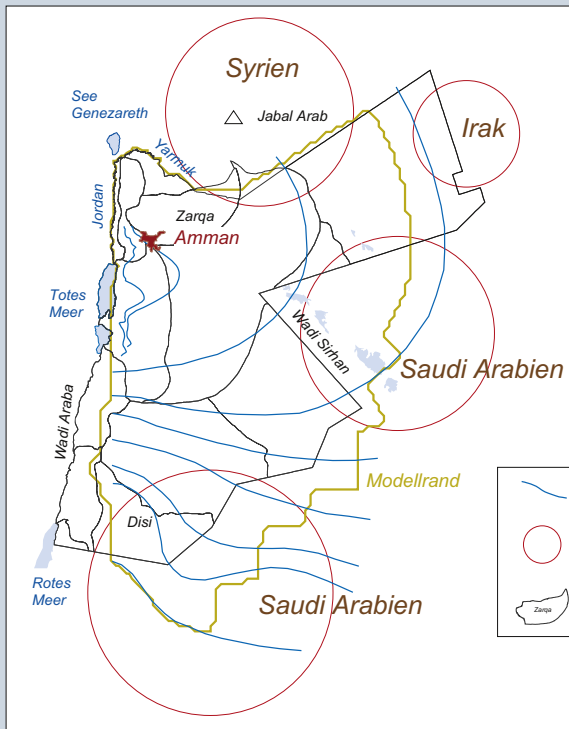 Syrien
See
Genezareth
Jabal Arab
Irak
Yarmuk
Jordan
Zarqa
Amman
Totes
Meer
Wadi Sirhan
Saudi Arabien
Wadi Araba
Modellrand
Disi
Rotes
Meer
Saudi Arabien
Zarqa